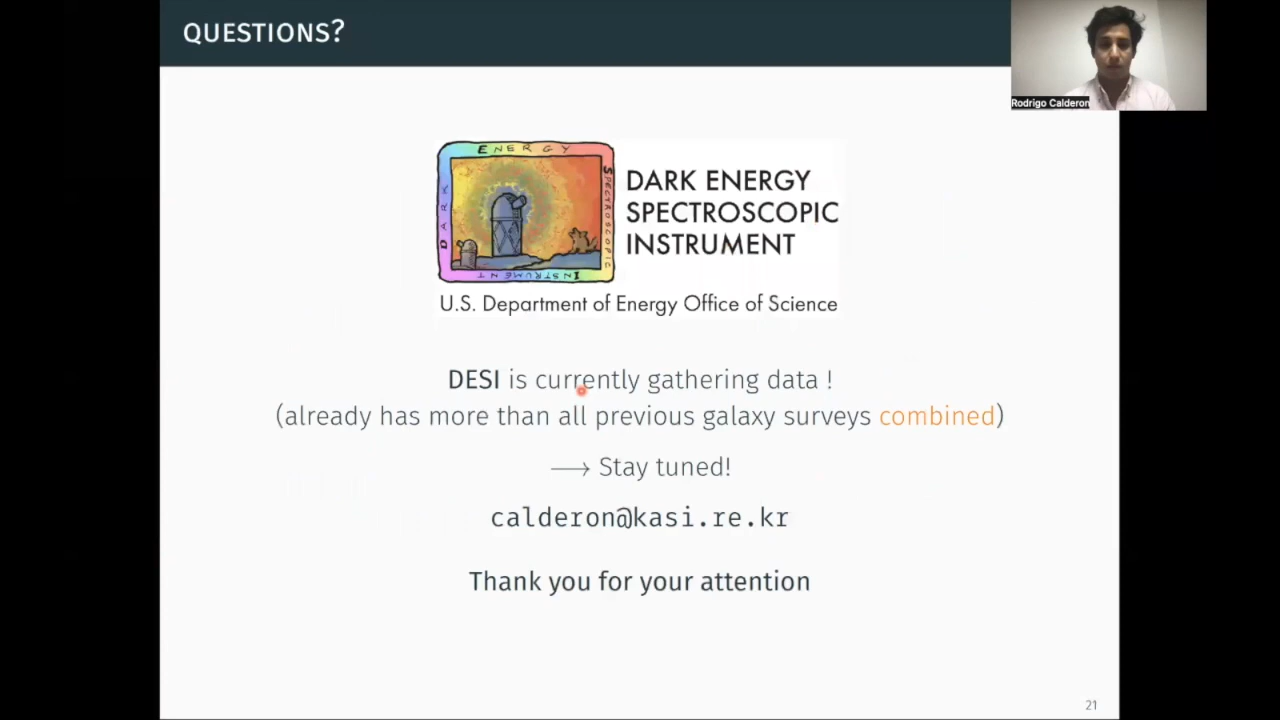 QUESTIONS?
Rodrigo Calderon
ENERGY
DARK
SPECTROSCOPIC
INSTRUMENT
DARK ENERGY
SPECTROSCOPIC
INSTRUMENT
U.S. Department of Energy Office of Science
DESI is currently gathering data !
(already has more than all previous galaxy surveys combined)
⟶ Stay tuned!
calderon@kasi.re.kr
Thank you for your attention
21